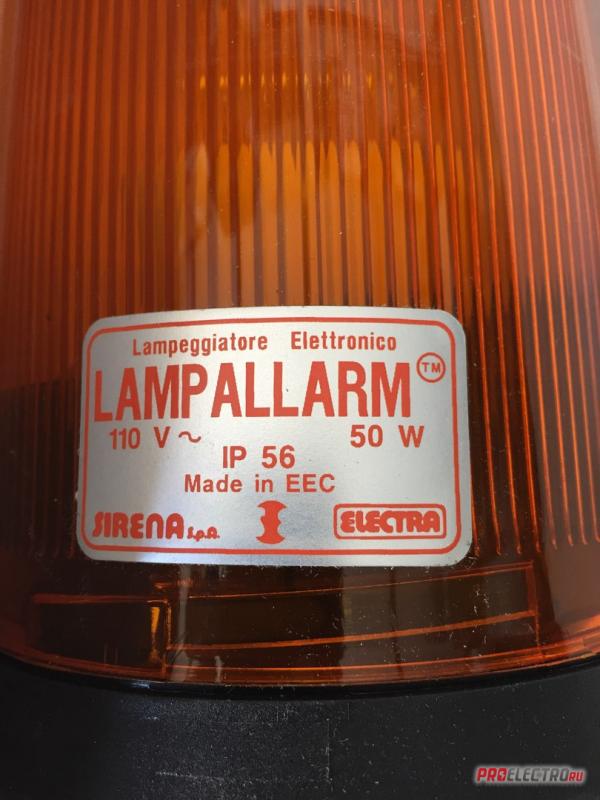 Lampeggiatore Elettronico
LAMPALLARM TM
110 V ~ 50 W
IP 56
Made in EEC
SIRENA S.p.A. ELECTRA
PROELECTRO.RU